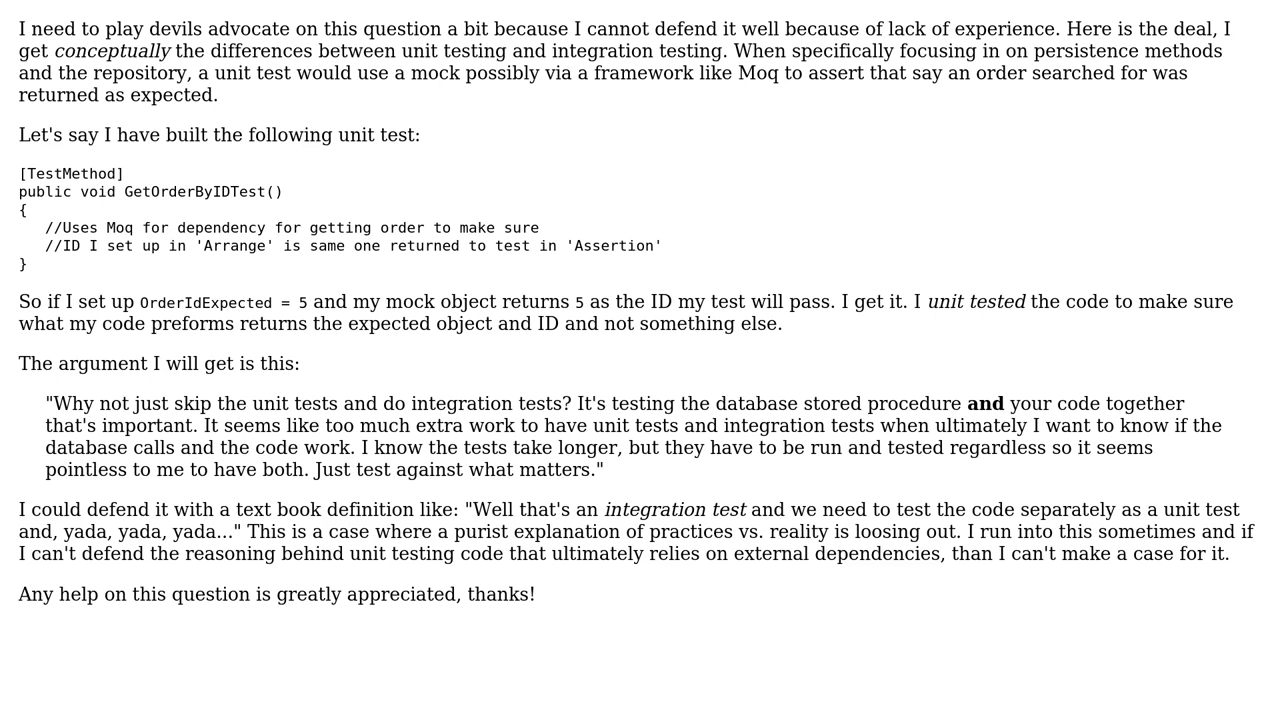 I need to play devils advocate on this question a bit because I cannot defend it well because of lack of experience. Here is the deal, I
get conceptually the differences between unit testing and integration testing. When specifically focusing in on persistence methods
and the repository, a unit test would use a mock possibly via a framework like Moq to assert that say an order searched for was
returned as expected.
Let's say I have built the following unit test:
[TestMethod]
public void GetOrderByIDTest()
{
   //Uses Moq for dependency for getting order to make sure
   //ID I set up in 'Arrange' is same one returned to test in 'Assertion'
}
So if I set up OrderIdExpected = 5 and my mock object returns 5 as the ID my test will pass. I get it. I unit tested the code to make sure
what my code preforms returns the expected object and ID and not something else.
The argument I will get is this:
"Why not just skip the unit tests and do integration tests? It's testing the database stored procedure and your code together
that's important. It seems like too much extra work to have unit tests and integration tests when ultimately I want to know if the
database calls and the code work. I know the tests take longer, but they have to be run and tested regardless so it seems
pointless to me to have both. Just test against what matters."
I could defend it with a text book definition like: "Well that's an integration test and we need to test the code separately as a unit test
and, yada, yada, yada..." This is a case where a purist explanation of practices vs. reality is loosing out. I run into this sometimes and if
I can't defend the reasoning behind unit testing code that ultimately relies on external dependencies, than I can't make a case for it.
Any help on this question is greatly appreciated, thanks!